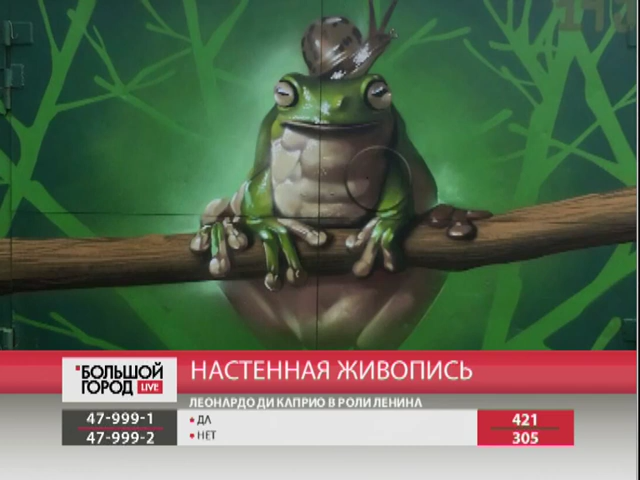 НАСТЕННАЯ ЖИВОПИСЬ
БОЛЬШОЙ
ГОРОД LIVE
ЛЕОНАРДО ДИ КАПРИО В РОЛИ ЛЕНИНА
47-999-1 ДА 421
47-999-2 НЕТ 305